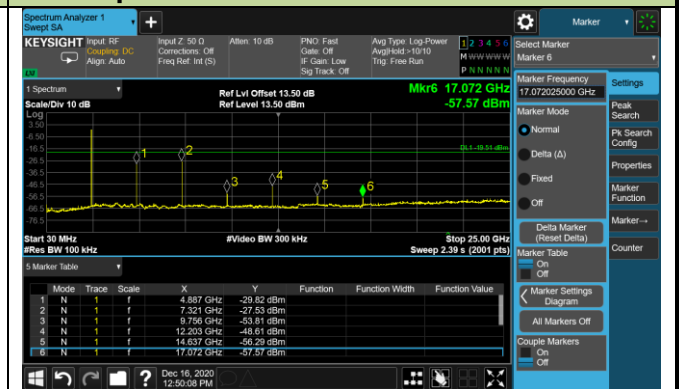 Spectrum Analyzer 1
Swept SA
Marker
KEYSIGHT
Input: RF
Coupling: DC
Align: Auto
Input Z: 50 Ω
Corrections: Off
Freq Ref: Int (S)
Atten: 10 dB
PNO: Fast
Gate: Off
IF Gain: Low
Sig Track: Off
Avg Type: Log-Power
Avg|Hold:>10/10
Trig: Free Run
1 2 3 4 5 6
M W W W W W
P N N N N N
LXI
Select Marker
Marker 6
1 Spectrum
Scale/Div 10 dB
Log
Ref Lvl Offset 13.50 dB
Ref Level 13.50 dBm
Mkr6 17.072 GHz
-57.57 dBm
3.50
-6.50
-16.5
-26.5
-36.5
-46.5
-56.5
-66.5
-76.5
DL1 -19.51 dBm
1
2
3
4
5
6
Start 30 MHz
#Res BW 100 kHz
#Video BW 300 kHz
Stop 25.00 GHz
Sweep 2.39 s (2001 pts)
5 Marker Table
Mode Trace Scale X Y Function Function Width Function Value
1 N 1 f 4.887 GHz -29.82 dBm
2 N 1 f 7.321 GHz -27.53 dBm
3 N 1 f 9.756 GHz -53.81 dBm
4 N 1 f 12.203 GHz -48.61 dBm
5 N 1 f 14.637 GHz -56.29 dBm
6 N 1 f 17.072 GHz -57.57 dBm
Dec 16, 2020
12:50:08 PM
Marker Frequency
17.072025000 GHz
Marker Mode
Normal
Delta (Δ)
Fixed
Off
Delta Marker
(Reset Delta)
Marker Table
On
Off
Marker Settings
Diagram
All Markers Off
Couple Markers
On
Off
Settings
Peak
Search
Pk Search
Config
Properties
Marker
Function
Marker→
Counter